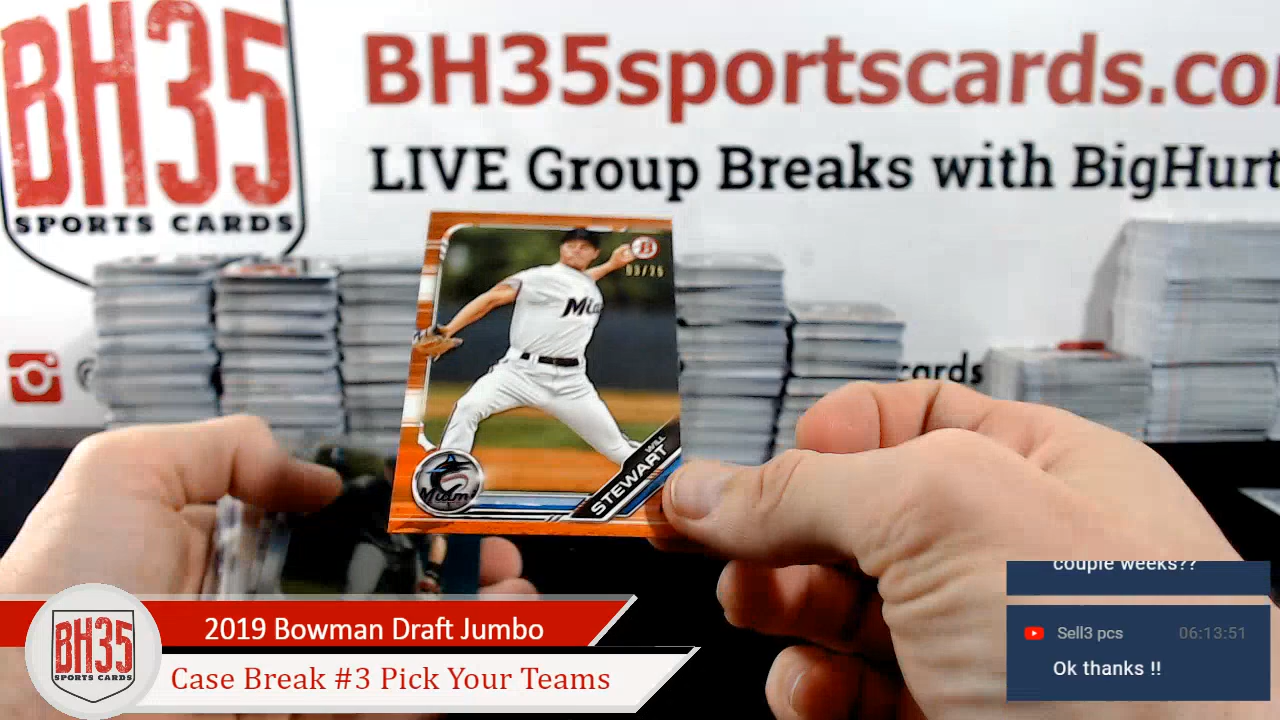 BH35
SPORTS CARDS
BH35sportscards.co
LIVE Group Breaks with BigHurt
cards
B
03/25
Miami
WILL
STEWART
Miami
couple weeks??
Sell3 pcs 06:13:51
Ok thanks !!
BH35
SPORTS CARDS
2019 Bowman Draft Jumbo
Case Break #3 Pick Your Teams